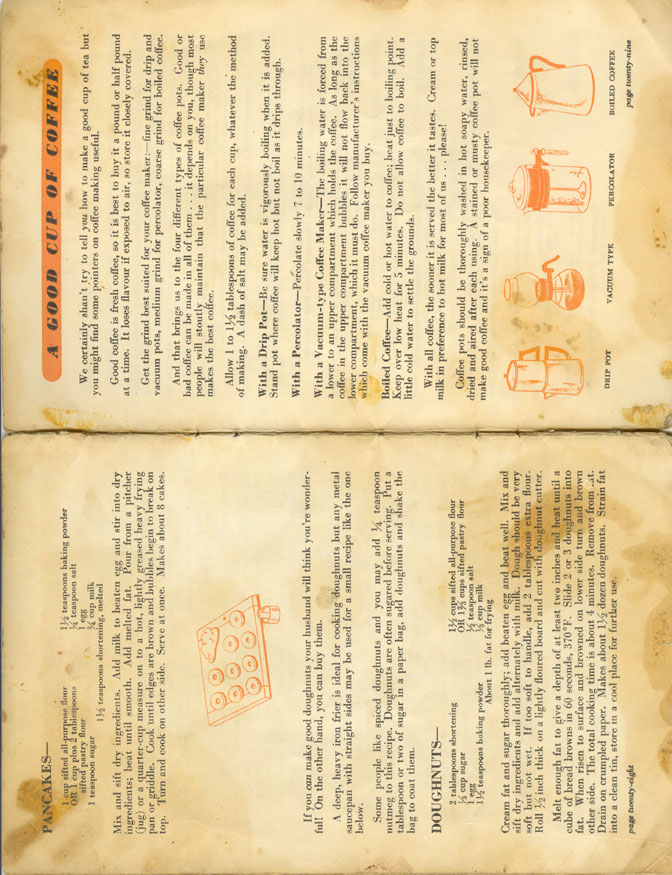 PANCAKES—
1 cup sifted all-purpose flour
OR 1 cup plus 2 tablespoons
sifted pastry flour
1 teaspoon sugar
1½ teaspoons baking powder
¼ teaspoon salt
1 egg
¾ cup milk
1½ teaspoons shortening, melted
Mix and sift dry ingredients. Add milk to beaten egg and stir into dry
ingredients; beat until smooth. Add melted fat. Pour from a pitcher
(jug) or a quarter-cup measure on to a hot, lightly greased heavy frying
pan or griddle. Cook until edges are brown and bubbles begin to break on
top. Turn and cook on other side. Serve at once. Makes about 8 cakes.
If you can make good doughnuts your husband will think you're wonder-
ful! On the other hand, you can buy them.
A deep, heavy iron frier is ideal for cooking doughnuts but any metal
saucepan with straight sides may be used for a small recipe like the one
below.
Some people like spiced doughnuts and you may add ¼ teaspoon
nutmeg to this recipe. Doughnuts are often sugared before serving. Put a
tablespoon or two of sugar in a paper bag, add doughnuts and shake the
bag to coat them.
DOUGHNUTS—
2 tablespoons shortening
cup sugar
1 egg
1½ teaspoons baking powder
1½ cups sifted all-purpose flour
OR 1¾ cups sifted pastry flour
teaspoon salt
cup milk
About 1 lb. fat for frying
Cream fat and sugar thoroughly; add beaten egg and beat well. Mix and
sift dry ingredients and add alternately with milk. Dough should be very
soft but not wet. If too soft to handle, add 2 tablespoons extra flour.
Roll ½ inch thick on a lightly floured board and cut with doughnut cutter.
Melt enough fat to give a depth of at least two inches and heat until a
cube of bread browns in 60 seconds, 370°F. Slide 2 or 3 doughnuts into
fat. When risen to surface and browned on lower side turn and brown
other side. The total cooking time is about 4 minutes. Remove from
Drain on crumpled paper. Makes about 1½ dozen doughnuts. Strain fat
into a clean tin, store in a cool place for further use.
page twenty-eight
A GOOD CUP OF COFFEE
We certainly shan't try to tell you how to make a good cup of tea but
you might find some pointers on coffee making useful.
Good coffee is fresh coffee, so it is best to buy it a pound or half pound
at a time. It loses flavour if exposed to air, so store it closely covered.
Get the grind best suited for your coffee maker:—fine grind for drip and
vacuum pots, medium grind for percolator, coarse grind for boiled coffee.
And that brings us to the four different types of coffee pots. Good or
bad coffee can be made in all of them . . . it depends on you, though most
people will stoutly maintain that the particular coffee maker they use
makes the best coffee.
Allow 1 to 1½ tablespoons of coffee for each cup, whatever the method
of making. A dash of salt may be added.
With a Drip Pot—Be sure water is vigorously boiling when it is added.
Stand pot where coffee will keep hot but not boil as it drips through.
With a Percolator—Percolate slowly 7 to 10 minutes.
With a Vacuum-type Coffee Maker—The boiling water is forced from
a lower to an upper compartment which holds the coffee. As long as the
coffee in the upper compartment bubbles it will not flow back into the
lower compartment, which it must do. Follow manufacturer's instructions
which come with the vacuum coffee maker you buy.
Boiled Coffee—Add cold or hot water to coffee; heat just to boiling point.
Keep over low heat for 5 minutes. Do not allow coffee to boil. Add a
little cold water to settle the grounds.
With all coffee, the sooner it is served the better it tastes. Cream or top
milk in preference to hot milk for most of us . . . please!
Coffee pots should be thoroughly washed in hot soapy water, rinsed,
dried and aired after each using. A stained or musty coffee pot will not
make good coffee and it's a sign of a poor housekeeper.
DRIP POT
VACUUM TYPE
PERCOLATOR
BOILED COFFEE
page twenty-nine